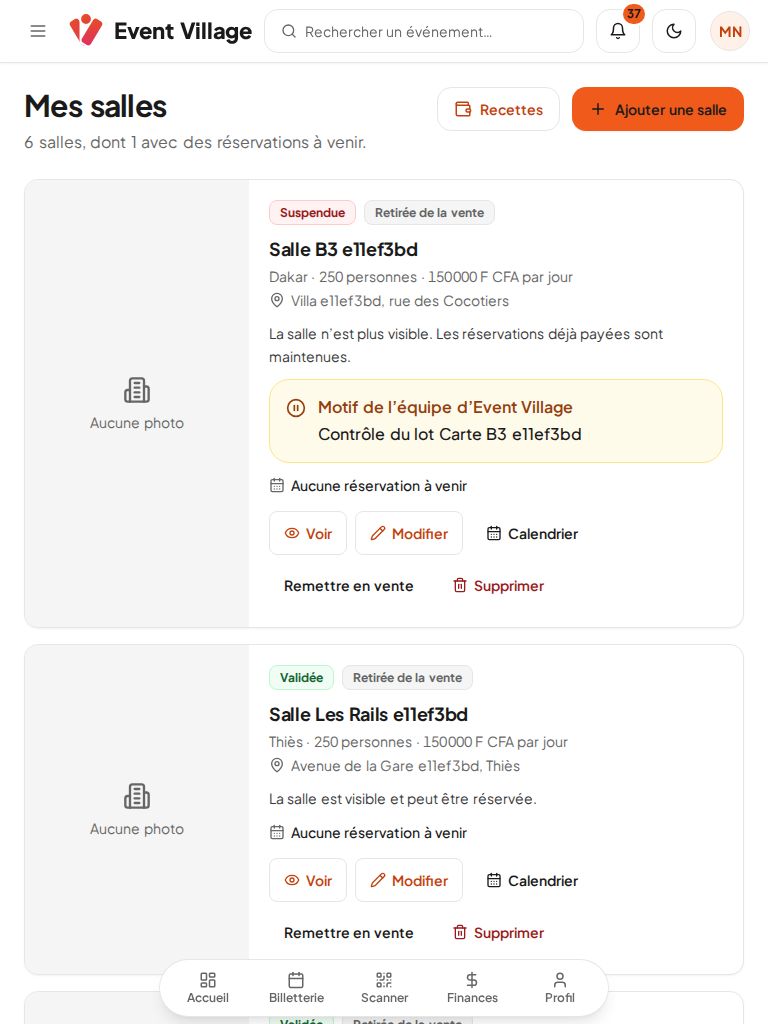 Event Village
Rechercher un événement...
37
MN
Mes salles
6 salles, dont 1 avec des réservations à venir.
Recettes
Ajouter une salle
Aucune photo
Suspendue
Retirée de la vente
Salle B3 e11ef3bd
Dakar · 250 personnes · 150000 F CFA par jour
Villa e11ef3bd, rue des Cocotiers
La salle n’est plus visible. Les réservations déjà payées sont
maintenues.
Motif de l’équipe d’Event Village
Contrôle du lot Carte B3 e11ef3bd
Aucune réservation à venir
Voir
Modifier
Calendrier
Remettre en vente
Supprimer
Aucune photo
Validée
Retirée de la vente
Salle Les Rails e11ef3bd
Thiès · 250 personnes · 150000 F CFA par jour
Avenue de la Gare e11ef3bd, Thiès
La salle est visible et peut être réservée.
Aucune réservation à venir
Voir
Modifier
Calendrier
Remettre en vente
Supprimer
Accueil
Billetterie
Scanner
Finances
Profil
Validée
Retirée de la vente